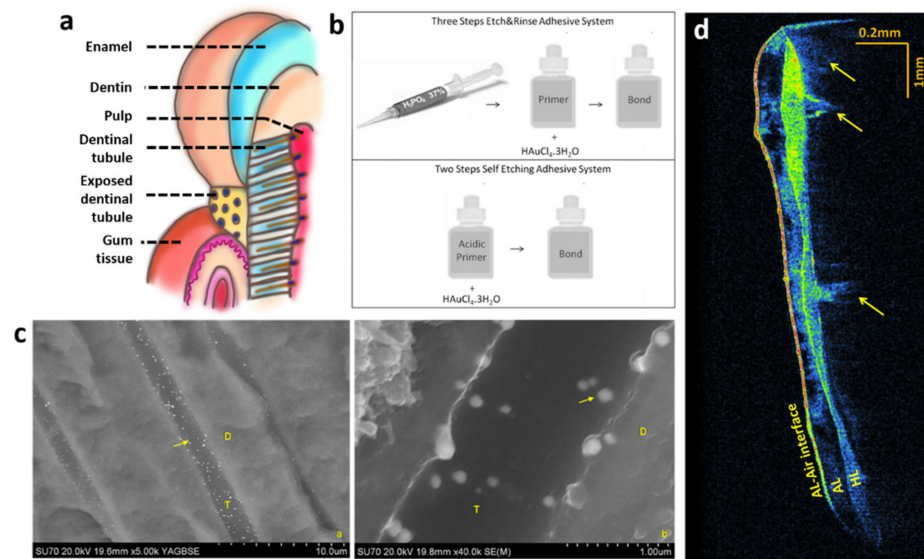 a
Enamel
Dentin
Pulp
Dentinal
tubule
Exposed
dentinal
tubule
Gum
tissue
b
Three Steps Etch&Rinse Adhesive System
H₃PO₄ 37%
Primer
Bond
+
HAuCl₄.3H₂O
Two Steps Self Etching Adhesive System
Acidic
Primer
Bond
+
HAuCl₄.3H₂O
c
D
T
a
SU70 20.0kV 19.6mm x5.00k YAGBSE
10.0um
D
T
b
SU70 20.0kV 19.8mm x40.0k SE(M)
1.00um
d
0.2mm
1mm
AL-Air interface
AL
HL